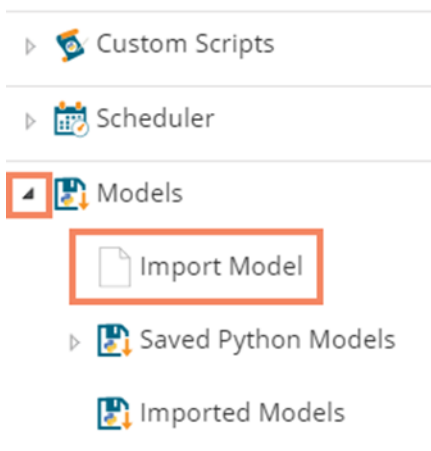 Custom Scripts
Scheduler
Models
Import Model
Saved Python Models
Imported Models